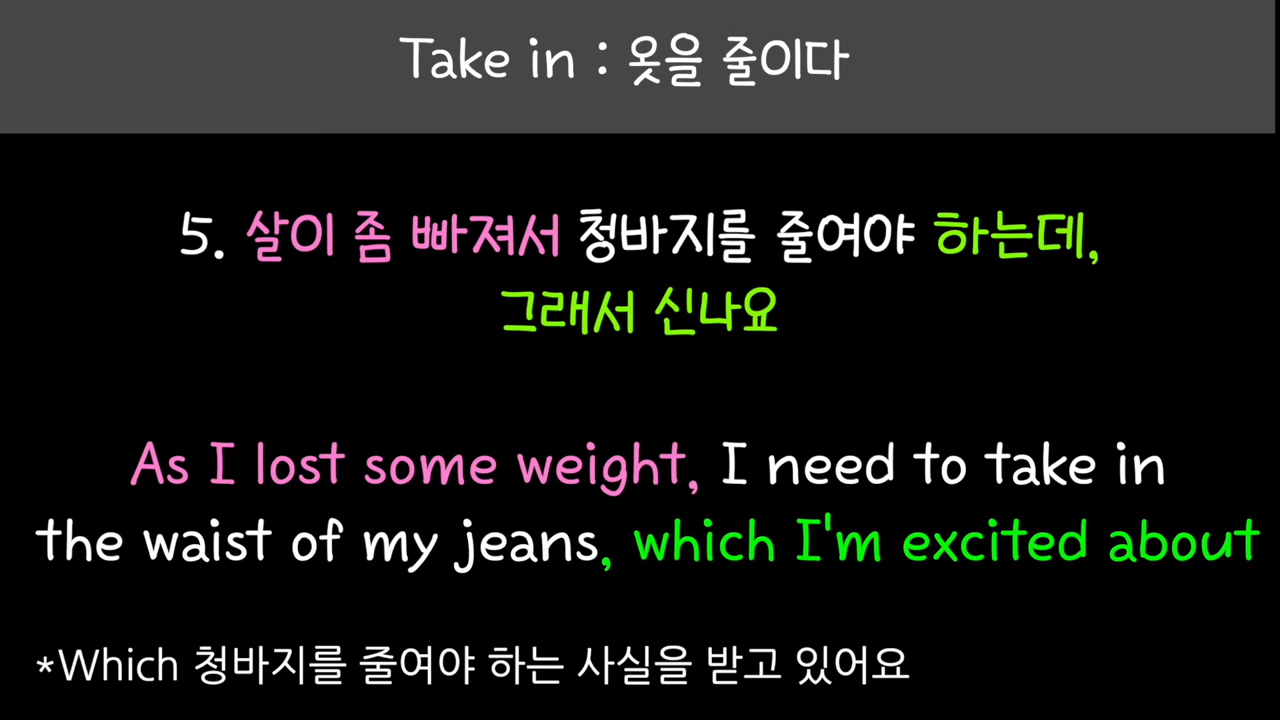 Take in : 옷을 줄이다
5. 살이 좀 빠져서 청바지를 줄여야 하는데,
그래서 신나요
As I lost some weight, I need to take in
the waist of my jeans, which I'm excited about
*Which 청바지를 줄여야 하는 사실을 받고 있어요